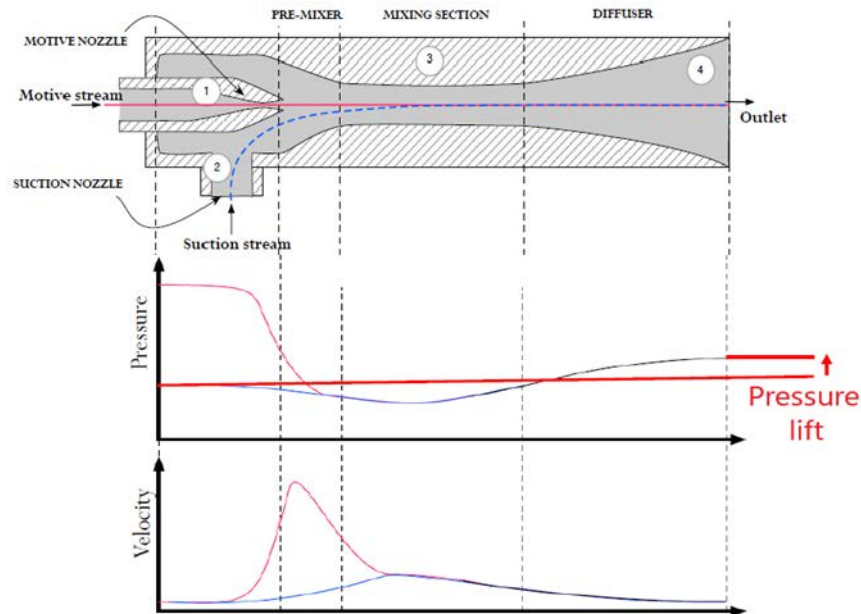 PRE-MIXER MIXING SECTION DIFFUSER
MOTIVE NOZZLE
3
4
1
Motive stream
Outlet
2
SUCTION NOZZLE
Suction stream
Pressure
Pressure
lift
Velocity